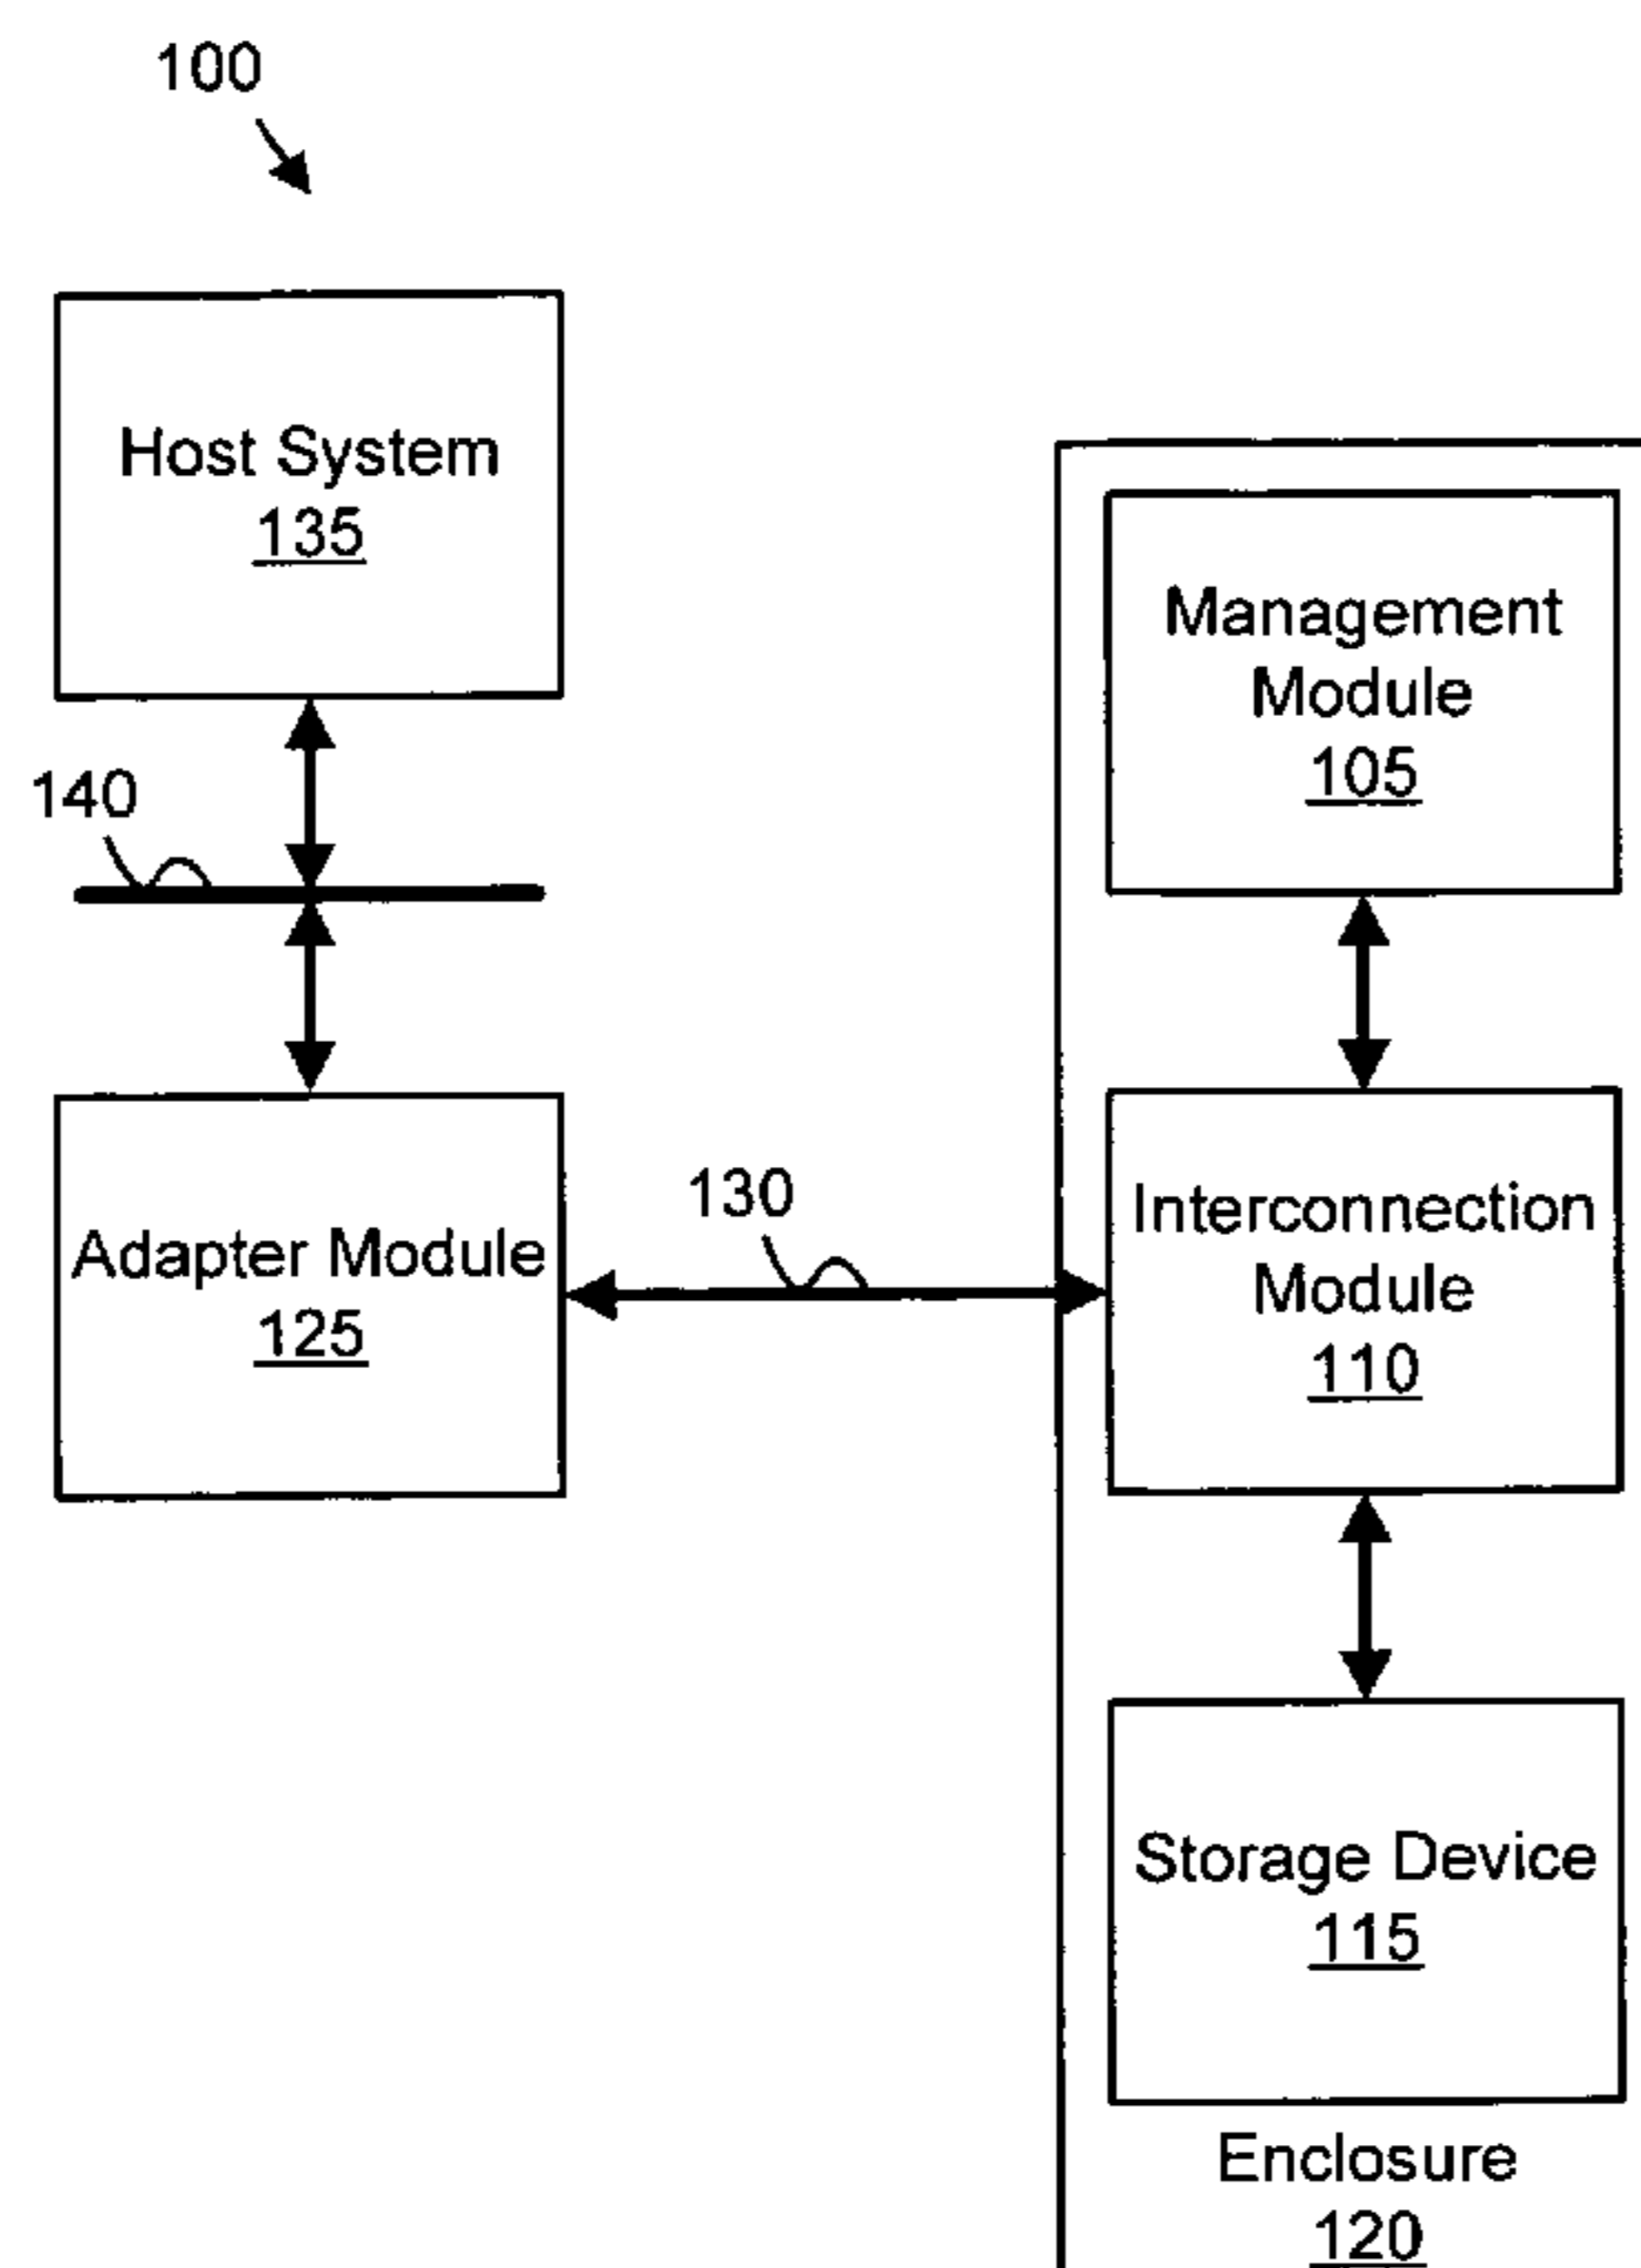 100
Host System
135
140
Adapter Module
125
130
Management
Module
105
Interconnection
Module
110
Storage Device
115
Enclosure
120